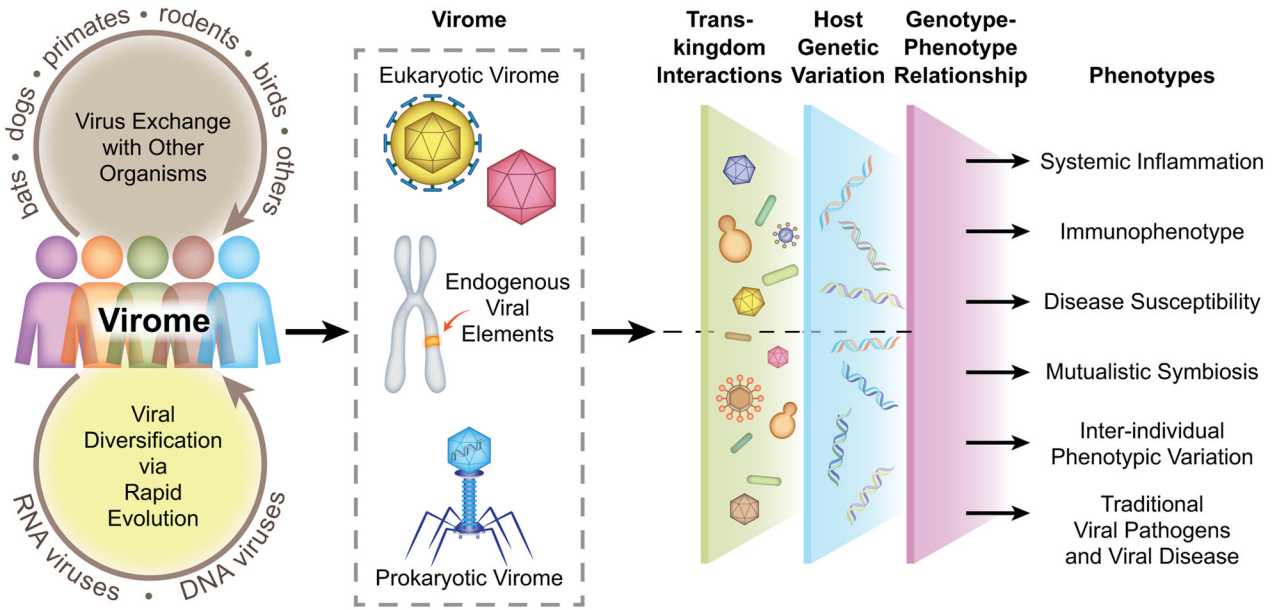 bats • dogs • primates • rodents • birds • others
Virus Exchange
with Other
Organisms
Virome
Viral
Diversification
via
Rapid
Evolution
RNA viruses • DNA viruses
Virome
Eukaryotic Virome
Endogenous
Viral
Elements
Prokaryotic Virome
Trans-
kingdom
Interactions
Host
Genetic
Variation
Genotype-
Phenotype
Relationship
Phenotypes
Systemic Inflammation
Immunophenotype
Disease Susceptibility
Mutualistic Symbiosis
Inter-individual
Phenotypic Variation
Traditional
Viral Pathogens
and Viral Disease